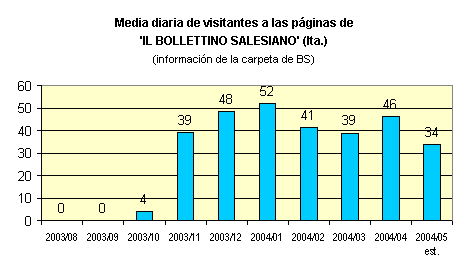 Media diaria de visitantes a las páginas de
'IL BOLLETTINO SALESIANO' (Ita.)
(información de la carpeta de BS)
60
50
40
30
20
10
0
0 0 4 39 48 52 41 39 46 34
2003/08 2003/09 2003/10 2003/11 2003/12 2004/01 2004/02 2004/03 2004/04 2004/05
est.